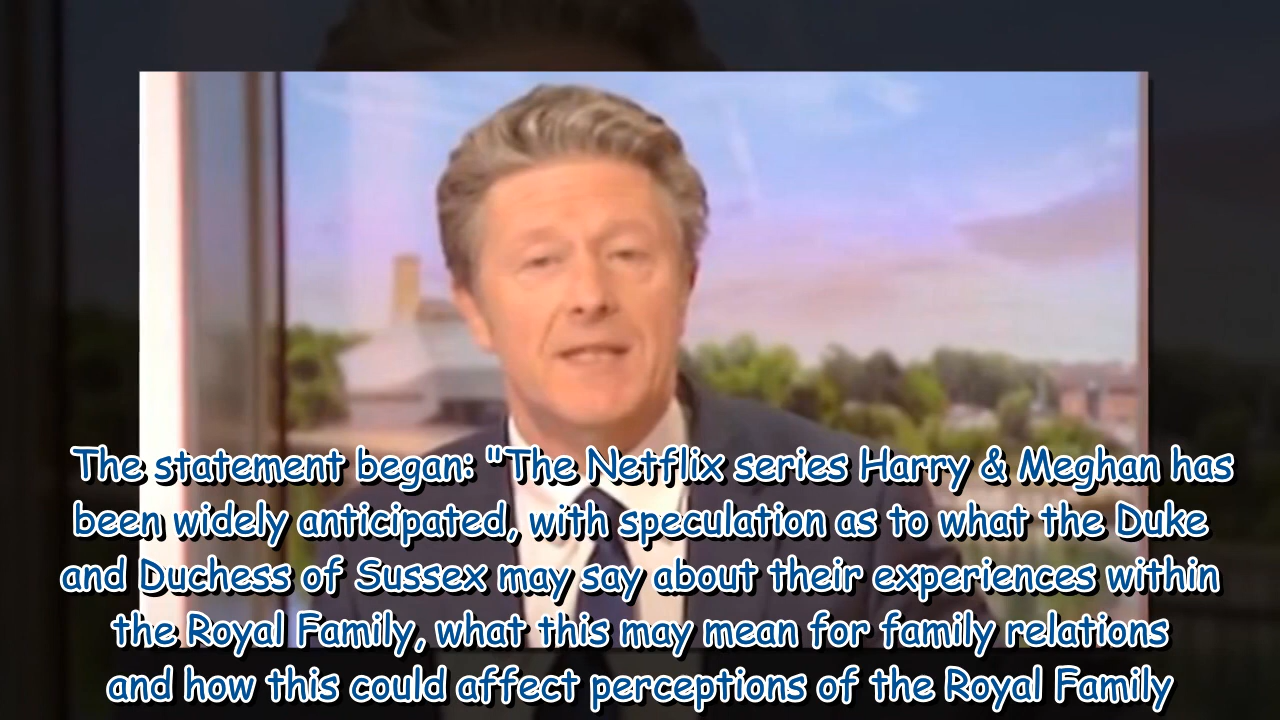 The statement began: "The Netflix series Harry & Meghan has
been widely anticipated, with speculation as to what the Duke
and Duchess of Sussex may say about their experiences within
the Royal Family, what this may mean for family relations
and how this could affect perceptions of the Royal Family